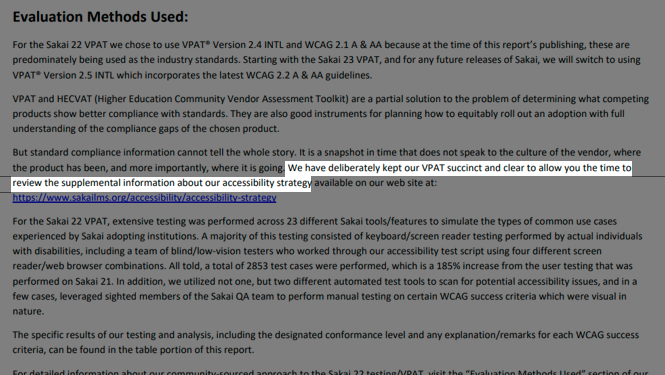 Evaluation Methods Used:
For the Sakai 22 VPAT we chose to use VPAT® Version 2.4 INTL and WCAG 2.1 A & AA because at the time of this report's publishing, these are
predominately being used as the industry standards. Starting with the Sakai 23 VPAT, and for any future releases of Sakai, we will switch to using
VPAT® Version 2.5 INTL which incorporates the latest WCAG 2.2 A & AA guidelines.
VPAT and HECVAT (Higher Education Community Vendor Assessment Toolkit) are a partial solution to the problem of determining what competing
products show better compliance with standards. They are also good instruments for planning how to equitably roll out an adoption with full
understanding of the compliance gaps of the chosen product.
But standard compliance information cannot tell the whole story. It is a snapshot in time that does not speak to the culture of the vendor, where
the product has been, and more importantly, where it is going. We have deliberately kept our VPAT succinct and clear to allow you the time to
review the supplemental information about our accessibility strategy available on our web site at:
https://www.sakailms.org/accessibility/accessibility-strategy
For the Sakai 22 VPAT, extensive testing was performed across 23 different Sakai tools/features to simulate the types of common use cases
experienced by Sakai adopting institutions. A majority of this testing consisted of keyboard/screen reader testing performed by actual individuals
with disabilities, including a team of blind/low-vision testers who worked through our accessibility test script using four different screen
reader/web browser combinations. All told, a total of 2853 test cases were performed, which is a 185% increase from the user testing that was
performed on Sakai 21. In addition, we utilized not one, but two different automated test tools to scan for potential accessibility issues, and in a
few cases, leveraged sighted members of the Sakai QA team to perform manual testing on certain WCAG success criteria which were visual in
nature.
The specific results of our testing and analysis, including the designated conformance level and any explanation/remarks for each WCAG success
criteria, can be found in the table portion of this report.
For detailed information about our community-sourced approach to the Sakai 22 testing/VPAT, visit the "Evaluation Methods Used" section of our